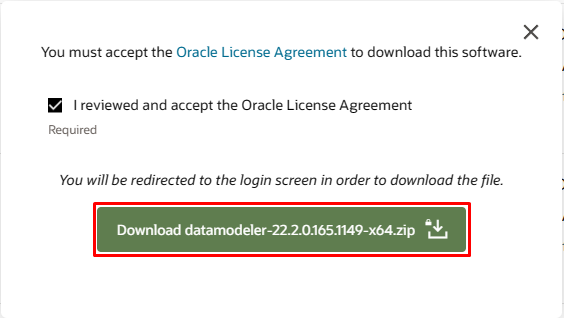 You must accept the Oracle License Agreement to download this software.
I reviewed and accept the Oracle License Agreement
Required
You will be redirected to the login screen in order to download the file.
Download datamodeler-22.2.0.165.1149-x64.zip